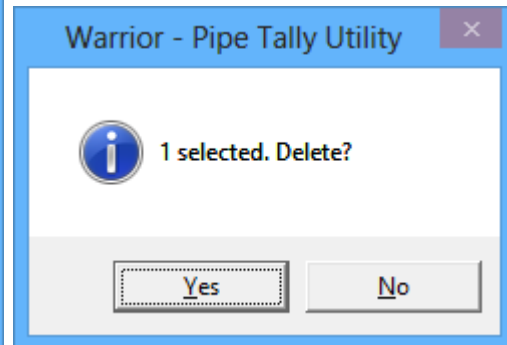 Warrior - Pipe Tally Utility
1 selected. Delete?
Yes
No